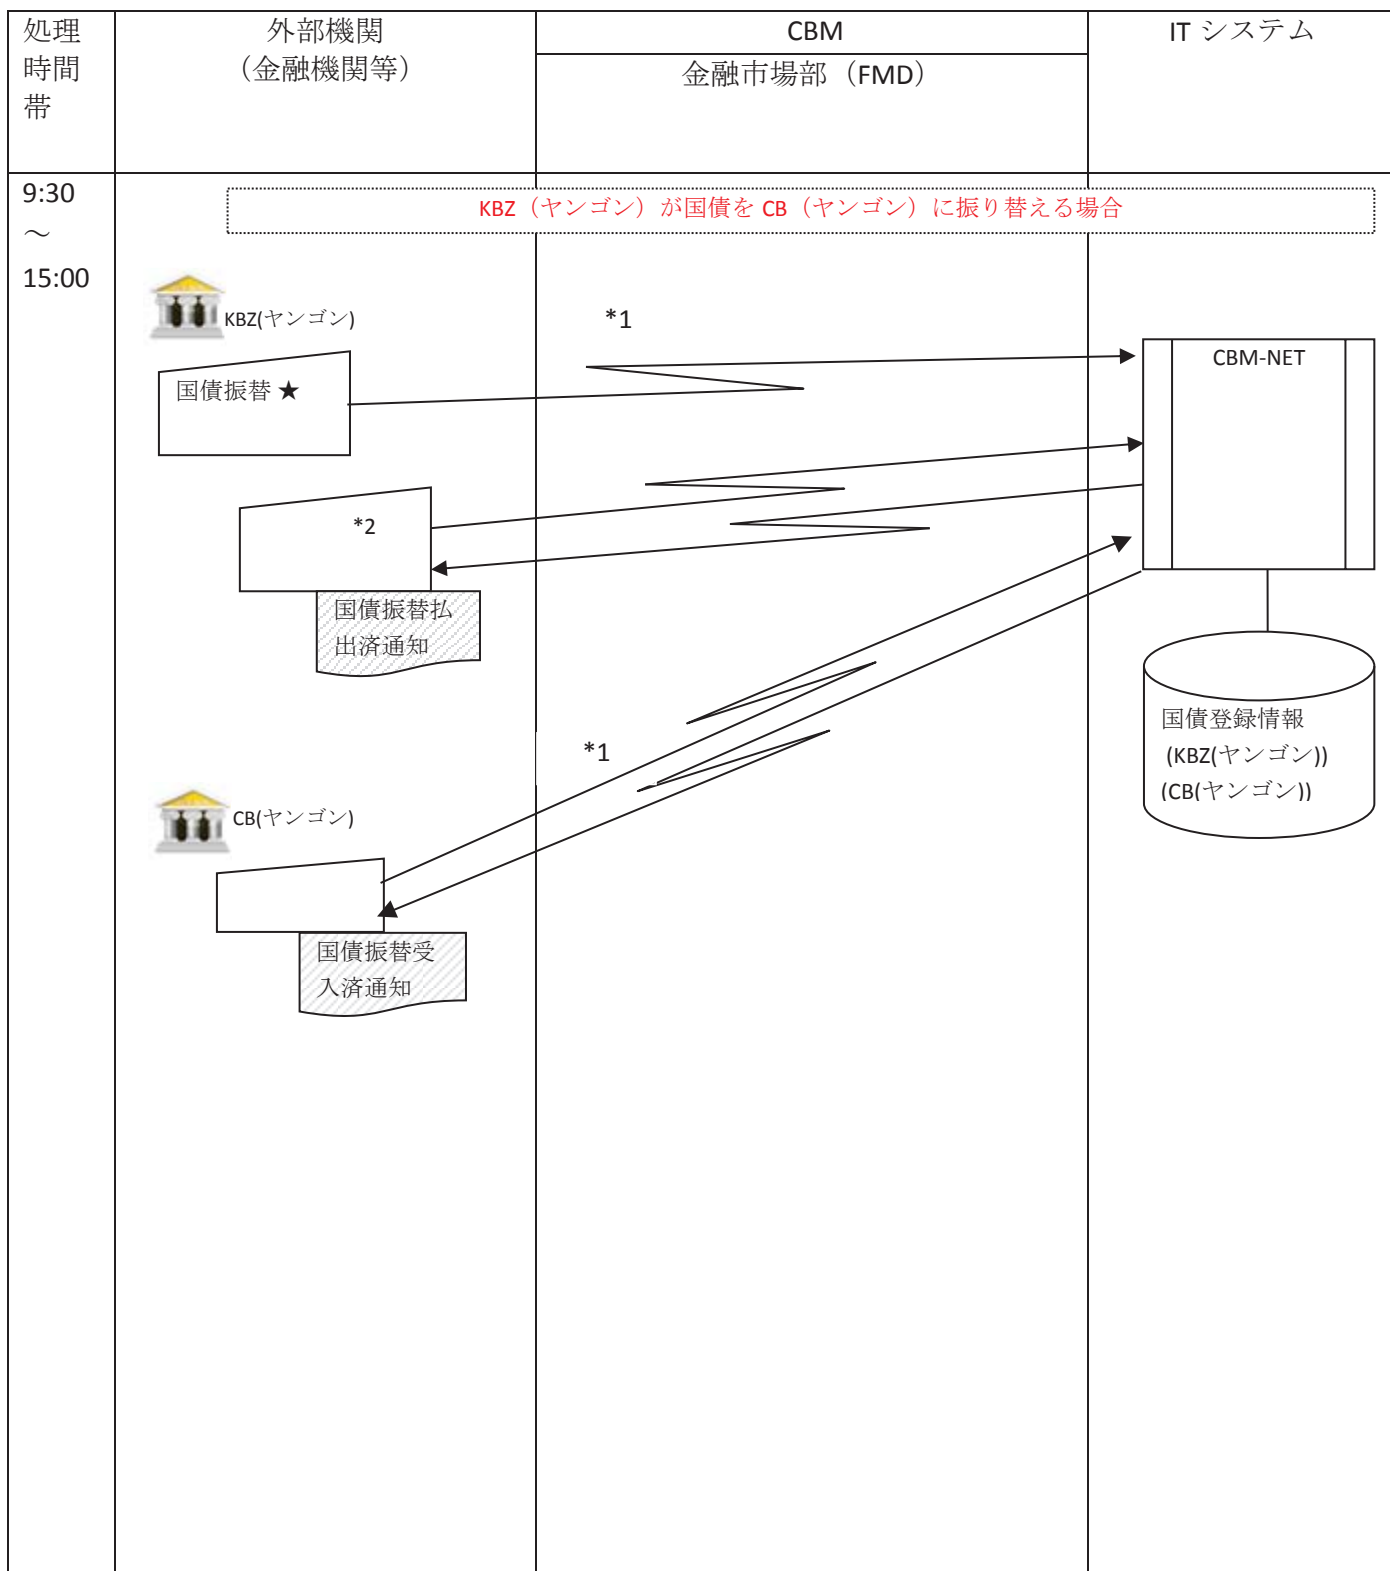 処理
時間
帯
外部機関
（金融機関等）
CBM
金融市場部（FMD）
IT システム
9:30
～
15:00
KBZ（ヤンゴン）が国債を CB（ヤンゴン）に振り替える場合
KBZ(ヤンゴン)
*1
国債振替 ★
CBM-NET
*2
国債振替払
出済通知
国債登録情報
(KBZ(ヤンゴン))
(CB(ヤンゴン))
*1
CB(ヤンゴン)
国債振替受
入済通知